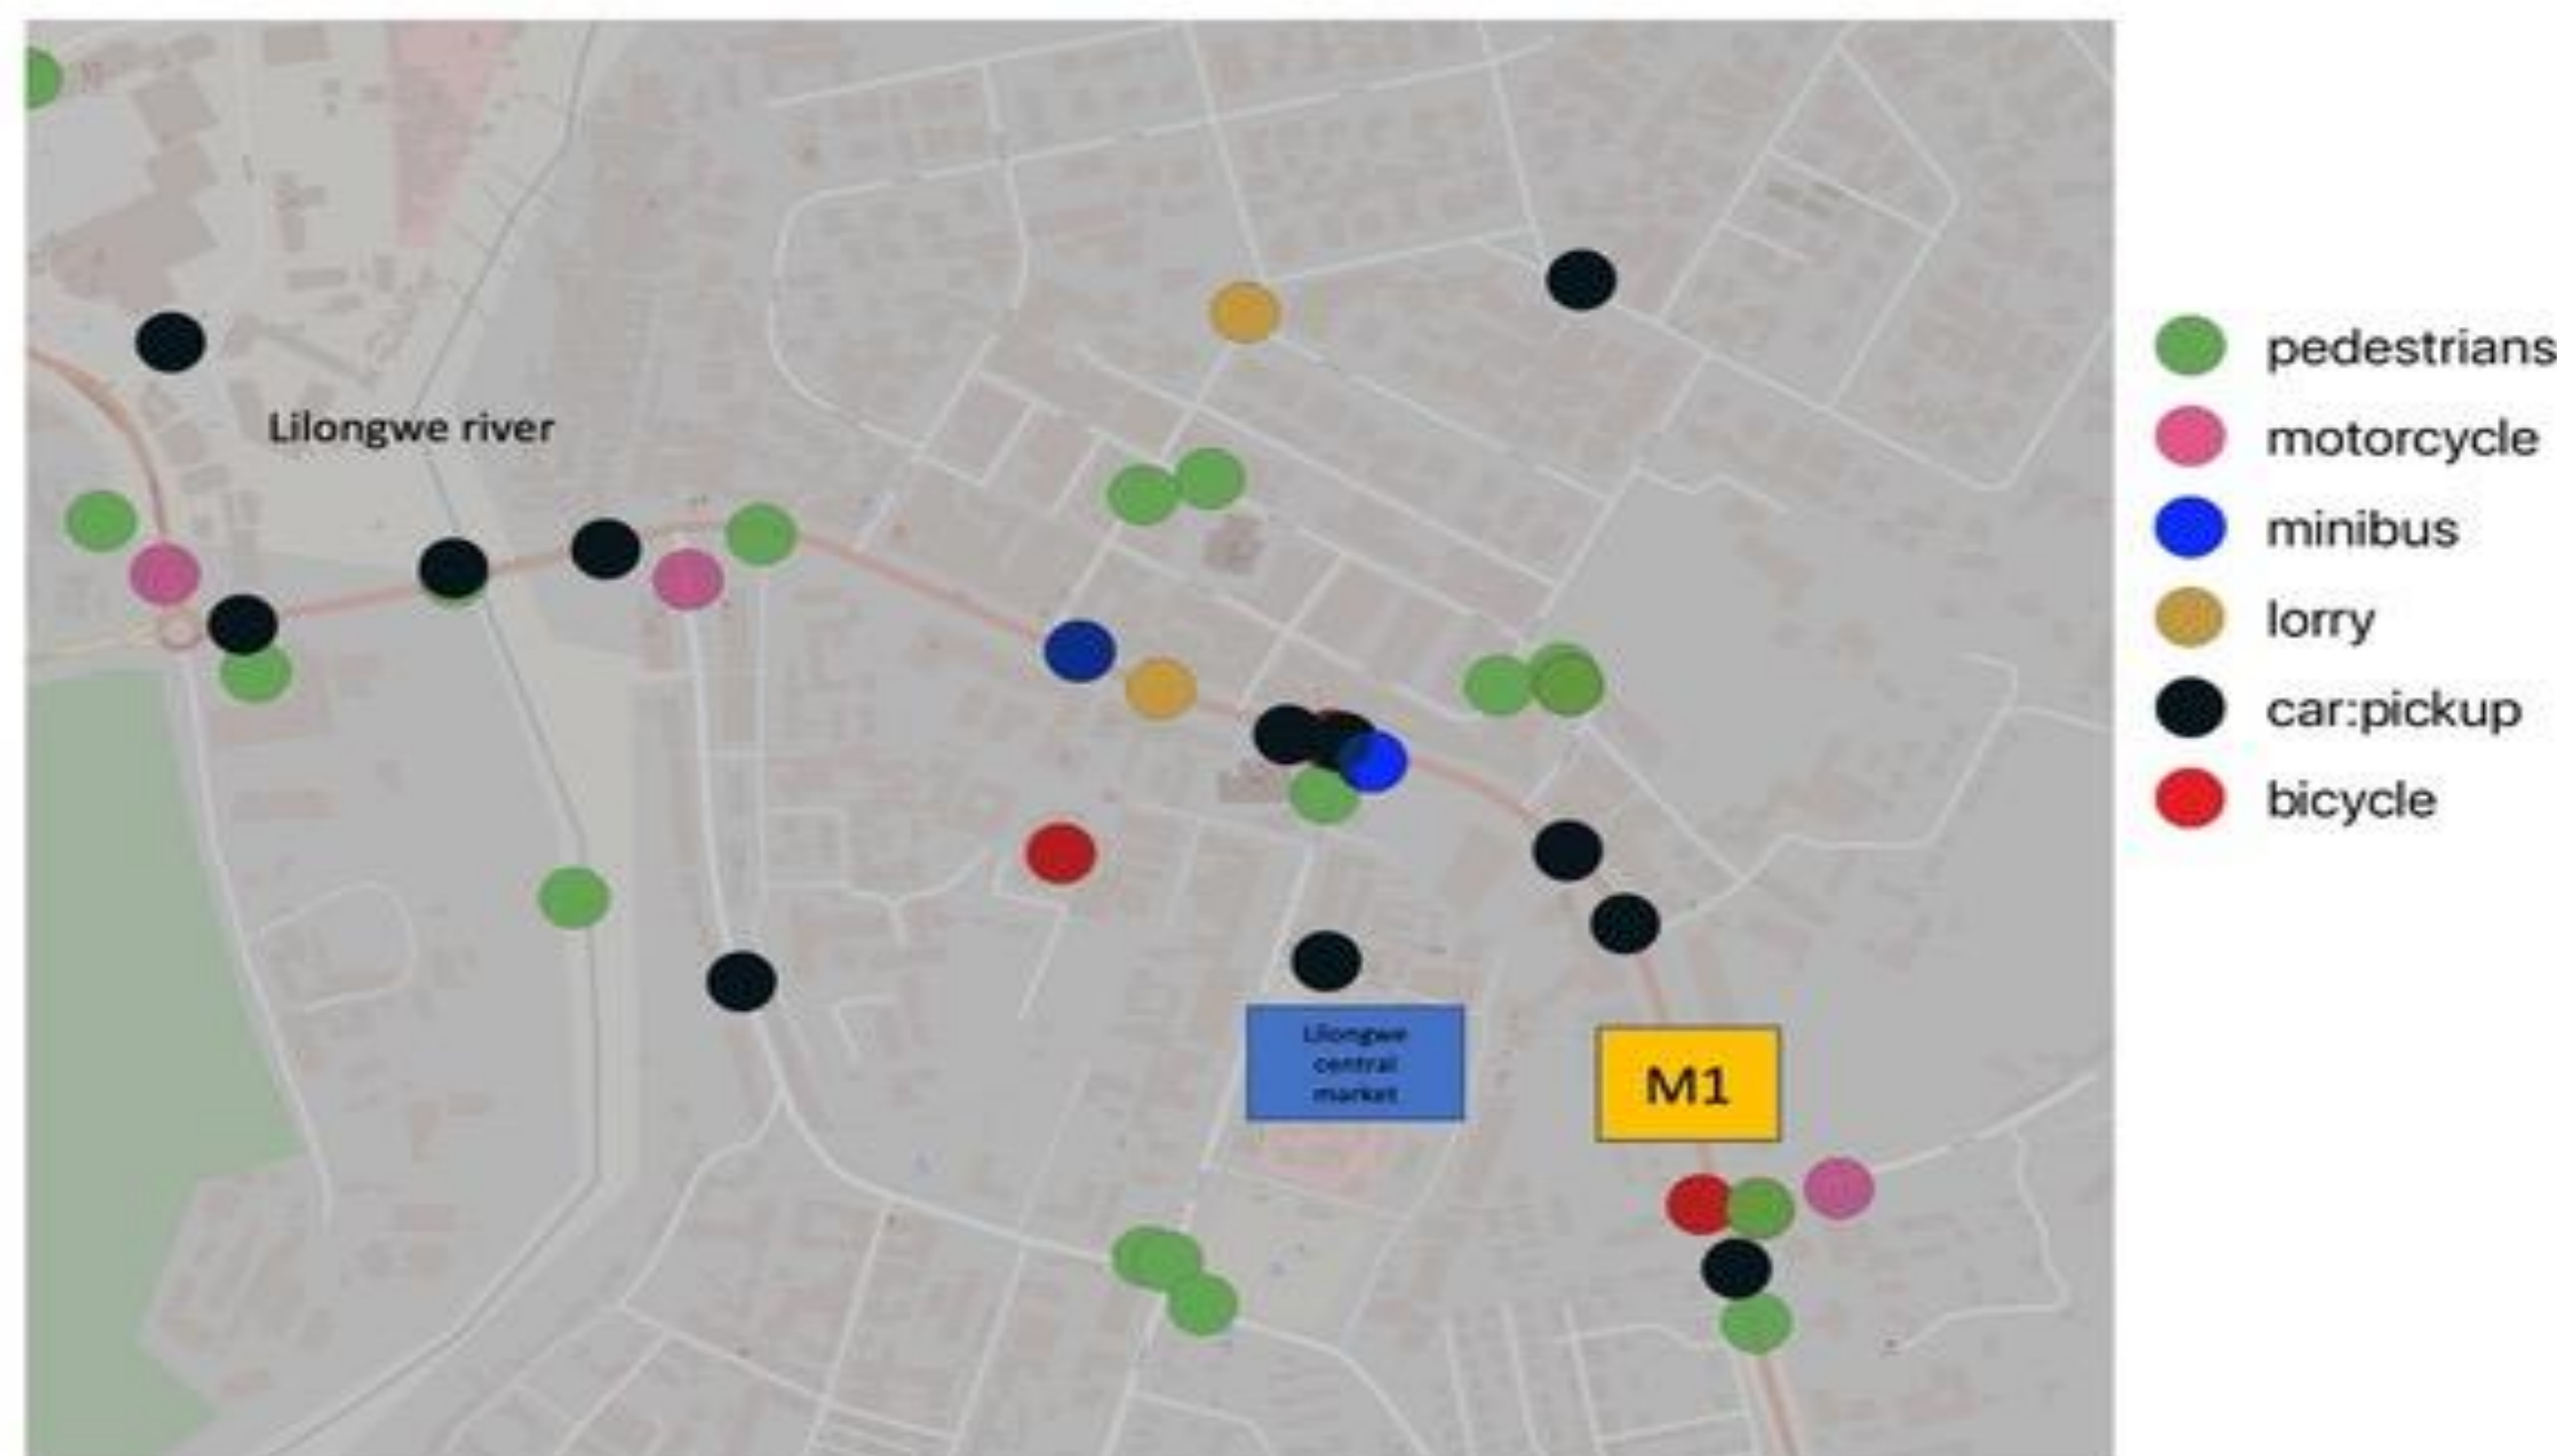 Lilongwe river
Lilongwe
central
market
M1
pedestrians
motorcycle
minibus
lorry
car:pickup
bicycle